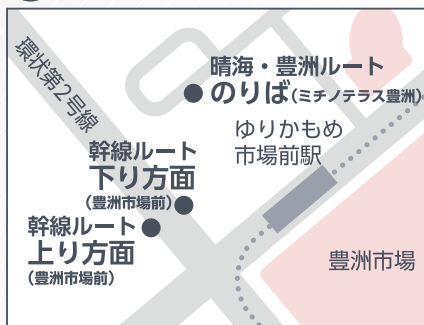 環状第2号線
晴海・豊洲ルート
のりば(ミチノテラス豊洲)
ゆりかもめ
市場前駅
幹線ルート
下り方面
(豊洲市場前)
幹線ルート
上り方面
(豊洲市場前)
豊洲市場